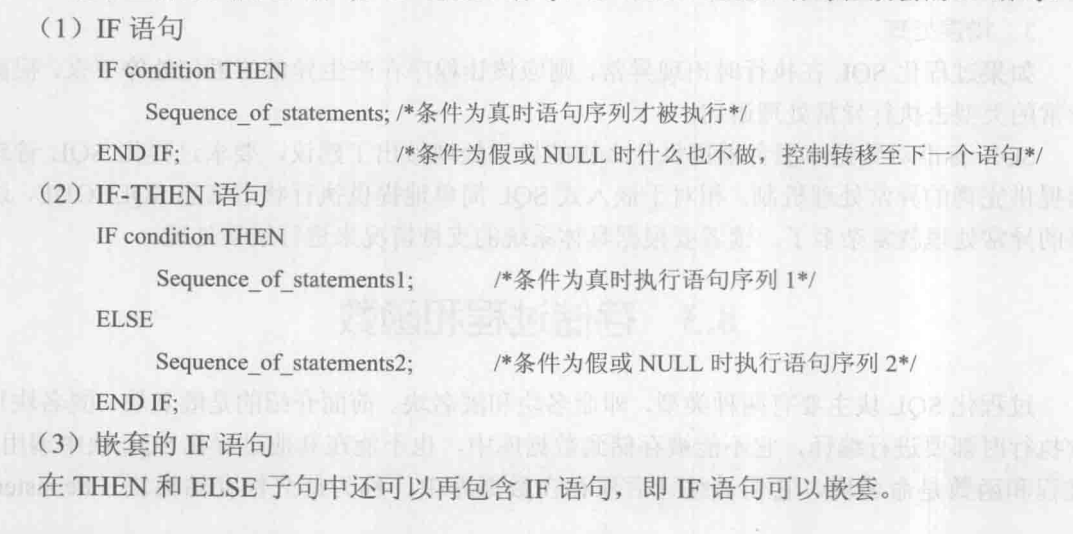 （1）IF 语句
IF condition THEN
Sequence_of_statements; /*条件为真时语句序列才被执行*/
END IF; /*条件为假或 NULL 时什么也不做，控制转移至下一个语句*/
（2）IF-THEN 语句
IF condition THEN
Sequence_of_statements1; /*条件为真时执行语句序列 1*/
ELSE
Sequence_of_statements2; /*条件为假或 NULL 时执行语句序列 2*/
END IF;
（3）嵌套的 IF 语句
在 THEN 和 ELSE 子句中还可以再包含 IF 语句，即 IF 语句可以嵌套。